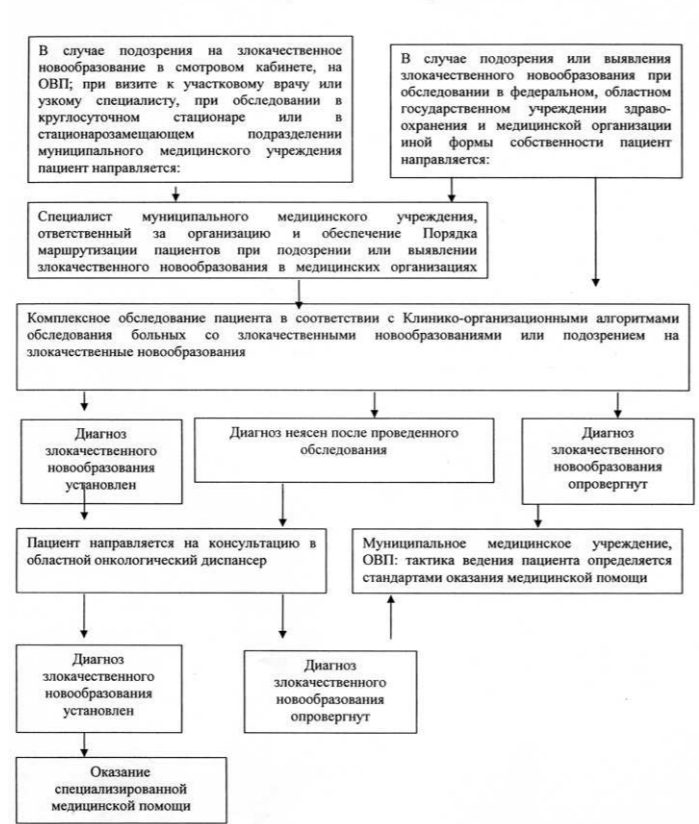 В случае подозрения на злокачественное
новообразование в смотровом кабинете, на
ОВП; при визите к участковому врачу или
узкому специалисту, при обследовании в
круглосуточном стационаре или в
стационарозамещающем подразделении
муниципального медицинского учреждения
пациент направляется:
В случае подозрения или выявления
злокачественного новообразования при
обследовании в федеральном, областном
государственном учреждении здраво-
охранения и медицинской организации
иной формы собственности пациент
направляется:
Специалист муниципального медицинского учреждения,
ответственный за организацию и обеспечение Порядка
маршрутизации пациентов при подозрении или выявлении
злокачественного новообразования в медицинских организациях
Комплексное обследование пациента в соответствии с Клинико-организационными алгоритмами
обследования больных со злокачественными новообразованиями или подозрением на
злокачественные новообразования
Диагноз
злокачественного
новообразования
установлен
Диагноз неясен после проведенного
обследования
Диагноз
злокачественного
новообразования
опровергнут
Пациент направляется на консультацию в
областной онкологический диспансер
Муниципальное медицинское учреждение,
ОВП: тактика ведения пациента определяется
стандартами оказания медицинской помощи
Диагноз
злокачественного
новообразования
установлен
Диагноз
злокачественного
новообразования
опровергнут
Оказание
специализированной
медицинской помощи